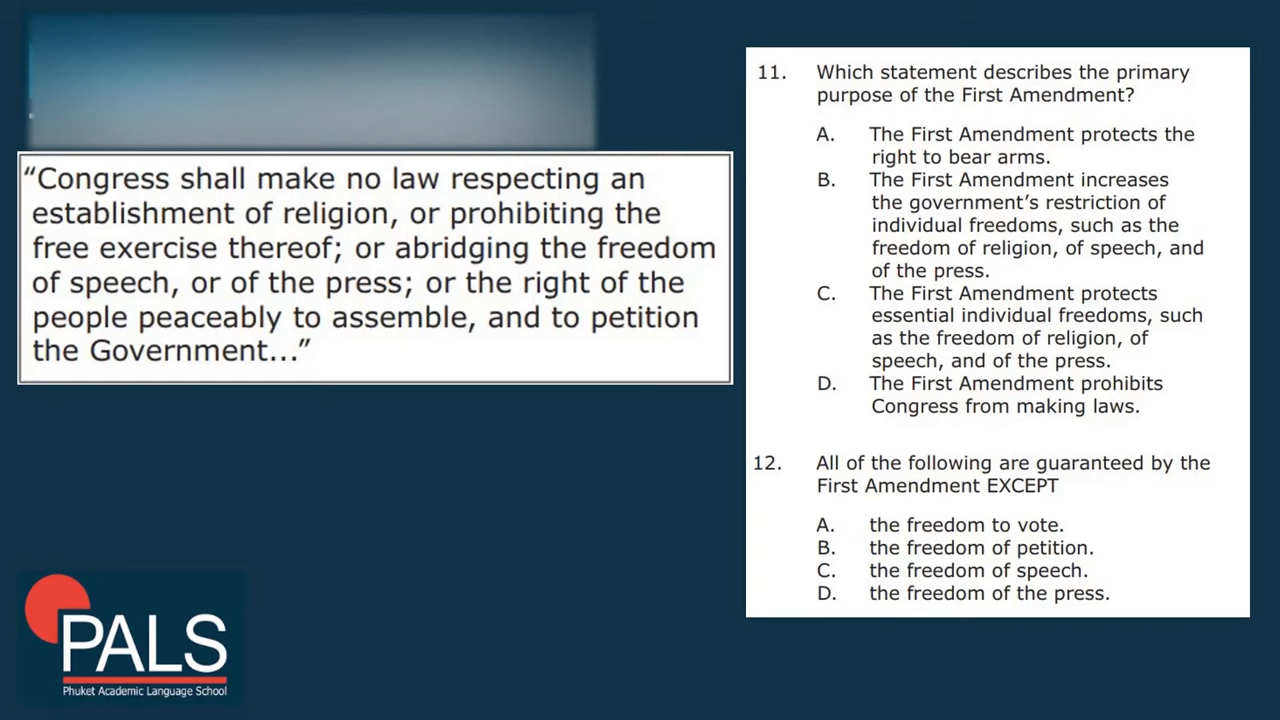 “Congress shall make no law respecting an
establishment of religion, or prohibiting the
free exercise thereof; or abridging the freedom
of speech, or of the press; or the right of the
people peaceably to assemble, and to petition
the Government...”
11. Which statement describes the primary
purpose of the First Amendment?
A. The First Amendment protects the
right to bear arms.
B. The First Amendment increases
the government’s restriction of
individual freedoms, such as the
freedom of religion, of speech, and
of the press.
C. The First Amendment protects
essential individual freedoms, such
as the freedom of religion, of
speech, and of the press.
D. The First Amendment prohibits
Congress from making laws.
12. All of the following are guaranteed by the
First Amendment EXCEPT
A. the freedom to vote.
B. the freedom of petition.
C. the freedom of speech.
D. the freedom of the press.
PALS
Phuket Academic Language School